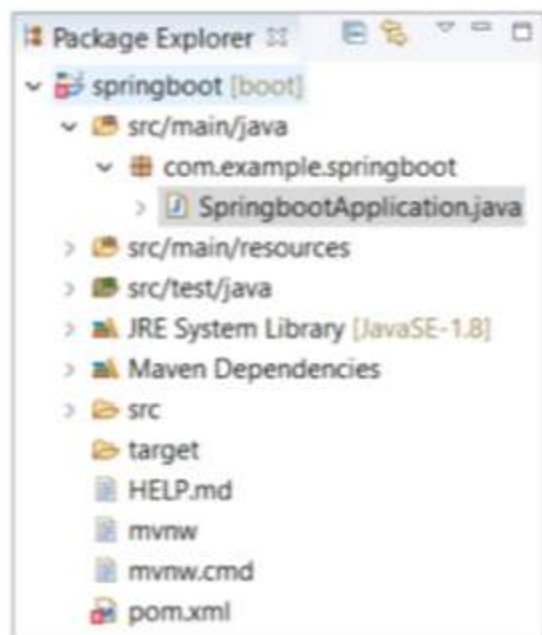 Package Explorer
springboot [boot]
src/main/java
com.example.springboot
SpringbootApplication.java
src/main/resources
src/test/java
JRE System Library [JavaSE-1.8]
Maven Dependencies
src
target
HELP.md
mvnw
mvnw.cmd
pom.xml